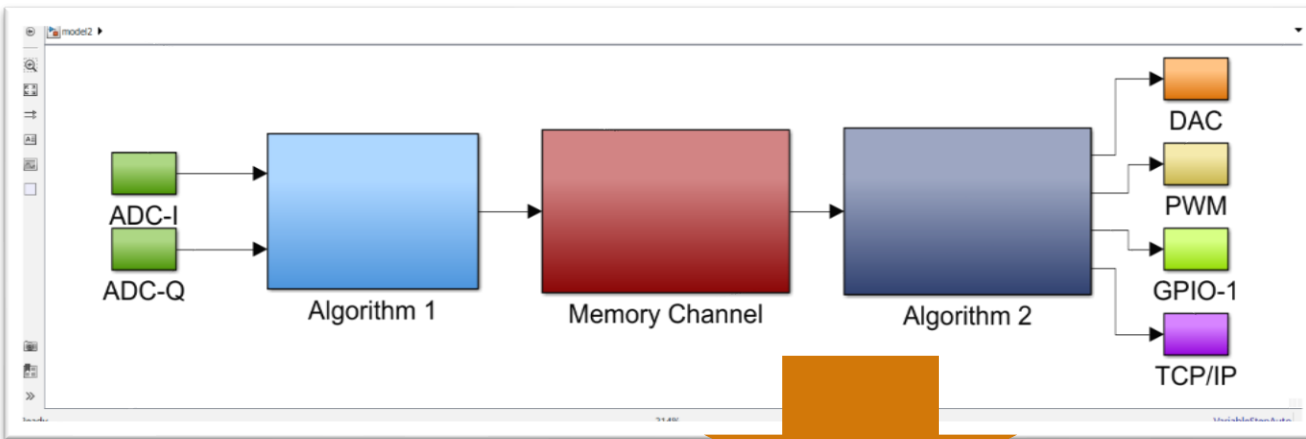 model2
DAC
PWM
ADC-I
GPIO-1
ADC-Q
Algorithm 1
Memory Channel
Algorithm 2
TCP/IP